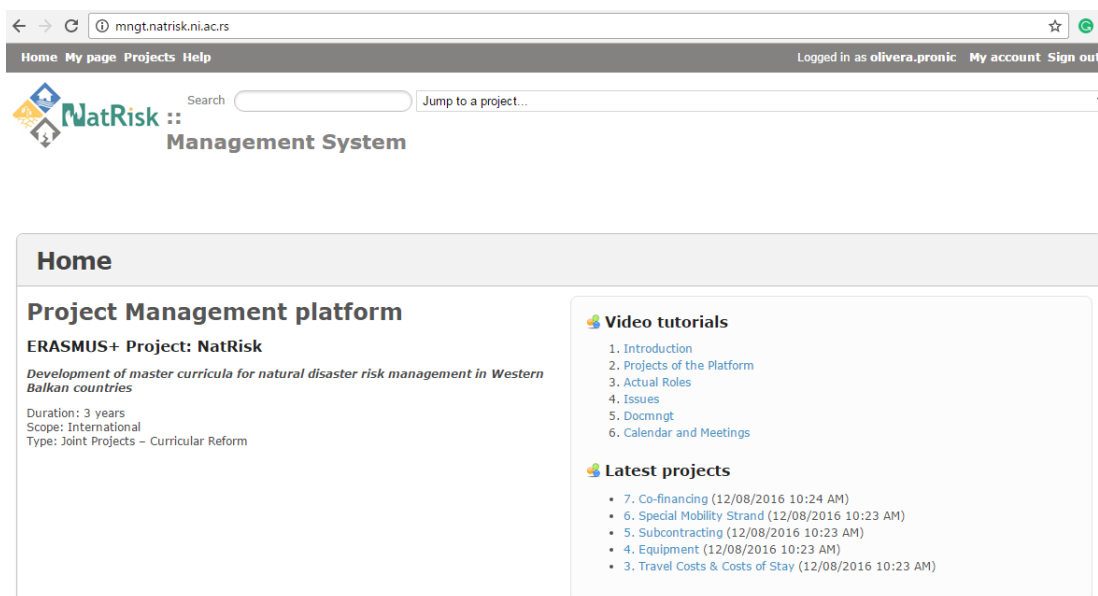 mngt.natrisk.ni.ac.rs
Home My page Projects Help
Logged in as olivera.pronic My account Sign out
NatRisk ::
Management System
Search
Jump to a project...
Home
Project Management platform
ERASMUS+ Project: NatRisk
Development of master curricula for natural disaster risk management in Western
Balkan countries
Duration: 3 years
Scope: International
Type: Joint Projects – Curricular Reform
Video tutorials
1. Introduction
2. Projects of the Platform
3. Actual Roles
4. Issues
5. Docmngt
6. Calendar and Meetings
Latest projects
• 7. Co-financing (12/08/2016 10:24 AM)
• 6. Special Mobility Strand (12/08/2016 10:23 AM)
• 5. Subcontracting (12/08/2016 10:23 AM)
• 4. Equipment (12/08/2016 10:23 AM)
• 3. Travel Costs & Costs of Stay (12/08/2016 10:23 AM)